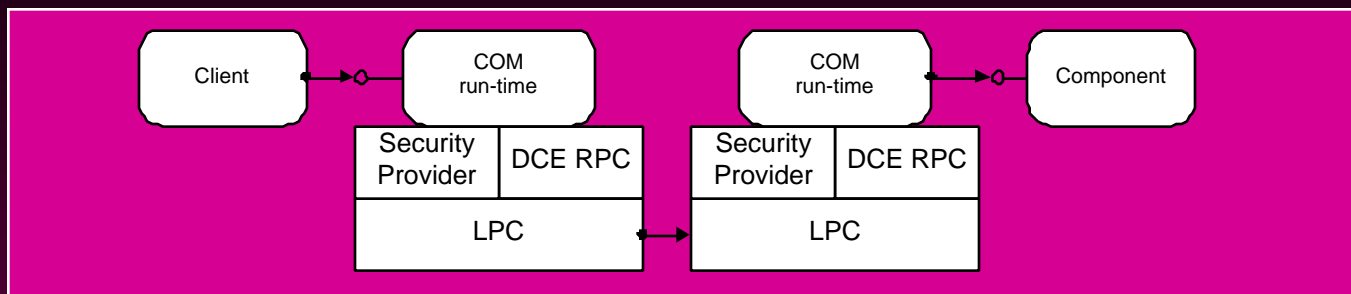 Client
COM
run-time
COM
run-time
Component
Security
Provider
DCE RPC
Security
Provider
DCE RPC
LPC
LPC